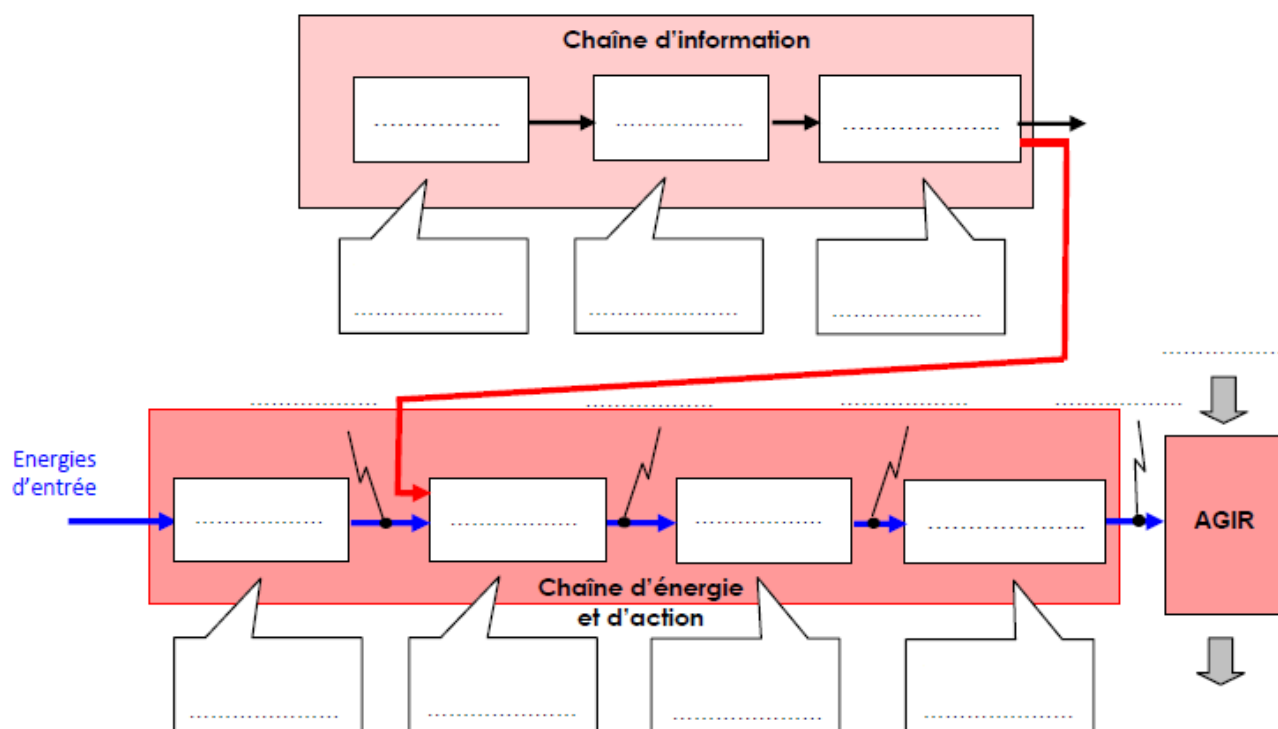 Chaîne d'information
Energies
d'entrée
AGIR
Chaîne d'énergie
et d'action